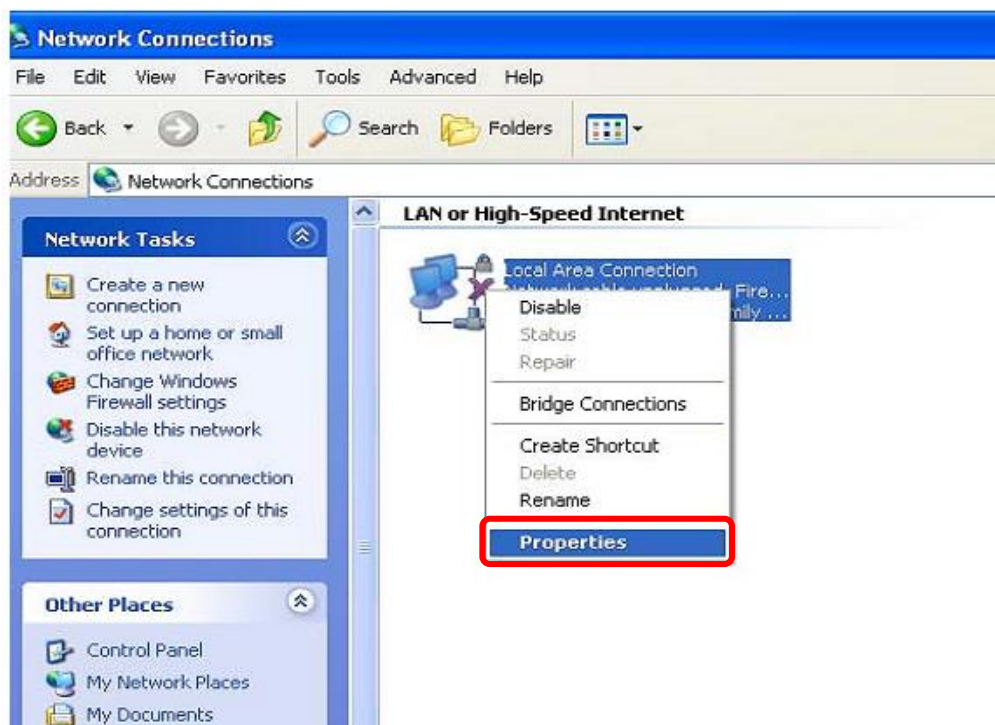 Network Connections
File Edit View Favorites Tools Advanced Help
Back Search Folders
Address Network Connections
Network Tasks
Create a new
connection
Set up a home or small
office network
Change Windows
Firewall settings
Disable this network
device
Rename this connection
Change settings of this
connection
Other Places
Control Panel
My Network Places
My Documents
LAN or High-Speed Internet
Local Area Connection
Fire...
mily ...
Disable
Status
Repair
Bridge Connections
Create Shortcut
Delete
Rename
Properties